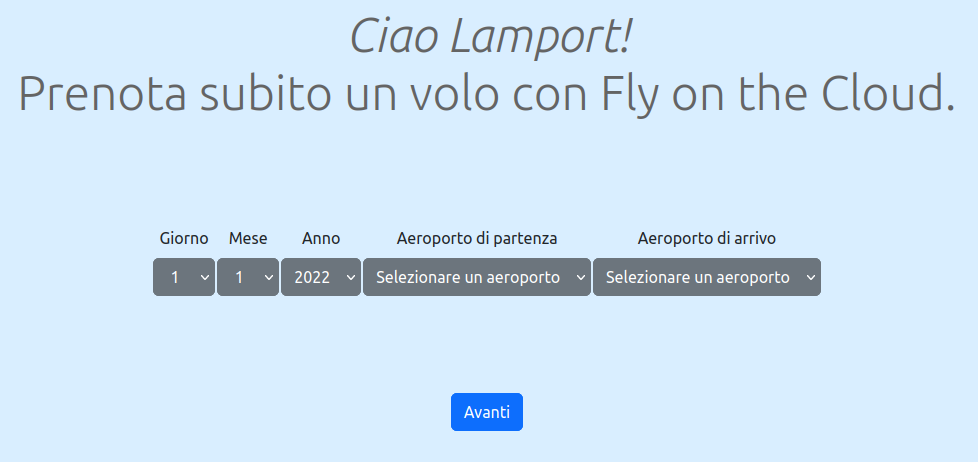 Ciao Lamport!
Prenota subito un volo con Fly on the Cloud.
Giorno Mese Anno Aeroporto di partenza Aeroporto di arrivo
1 1 2022 Selezionare un aeroporto Selezionare un aeroporto
Avanti